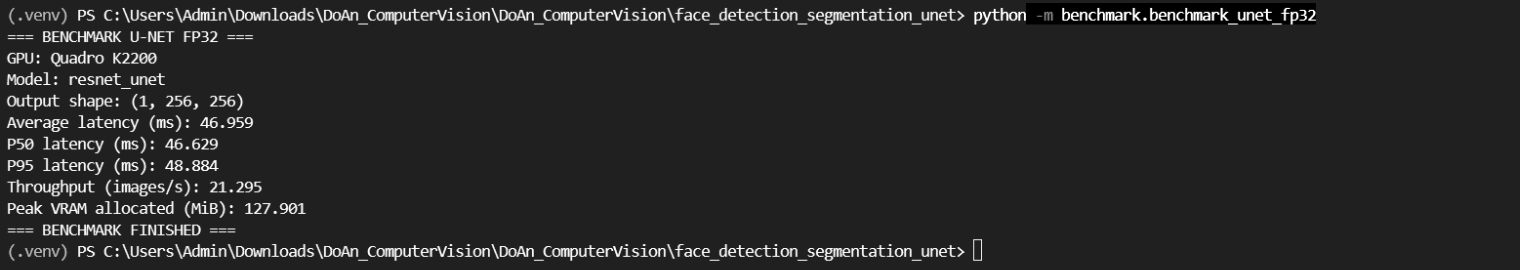 (.venv) PS C:\Users\Admin\Downloads\DoAn_ComputerVision\DoAn_ComputerVision\face_detection_segmentation_unet> python -m benchmark.benchmark_unet_fp32
=== BENCHMARK U-NET FP32 ===
GPU: Quadro K2200
Model: resnet_unet
Output shape: (1, 256, 256)
Average latency (ms): 46.959
P50 latency (ms): 46.629
P95 latency (ms): 48.884
Throughput (images/s): 21.295
Peak VRAM allocated (MiB): 127.901
=== BENCHMARK FINISHED ===
(.venv) PS C:\Users\Admin\Downloads\DoAn_ComputerVision\DoAn_ComputerVision\face_detection_segmentation_unet>